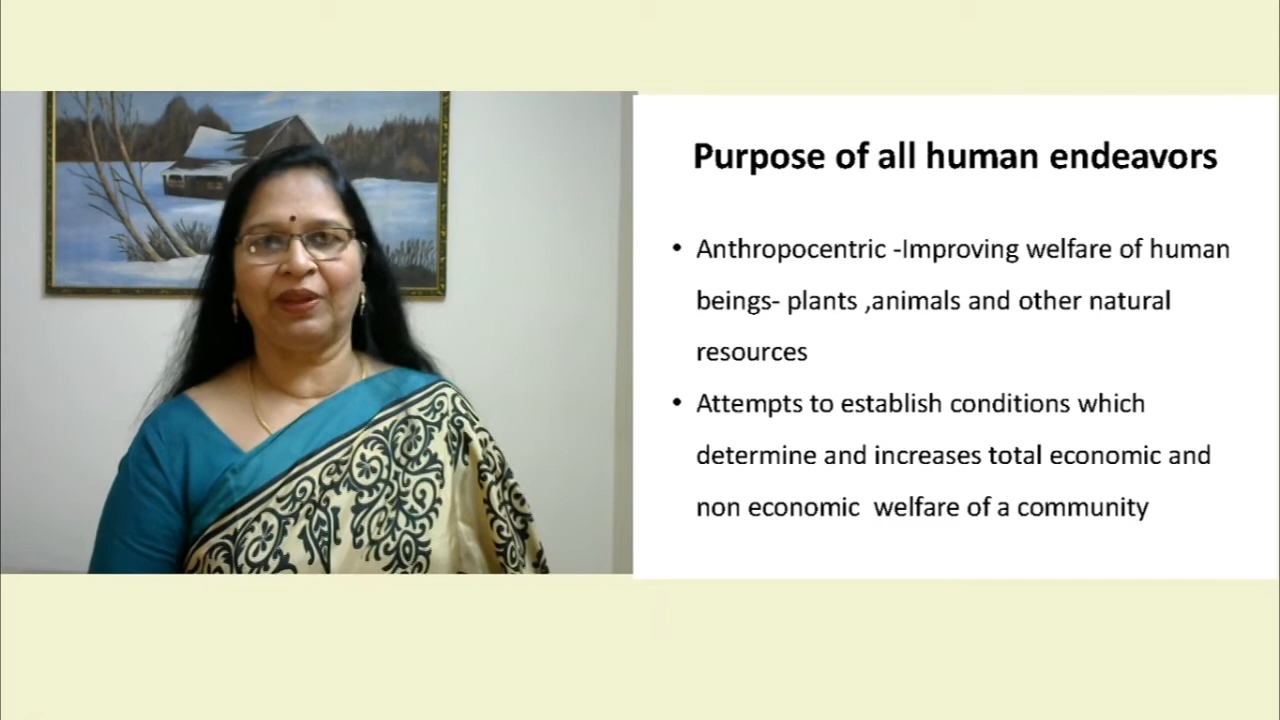 Purpose of all human endeavors
• Anthropocentric -Improving welfare of human
beings- plants ,animals and other natural
resources
• Attempts to establish conditions which
determine and increases total economic and
non economic  welfare of a community